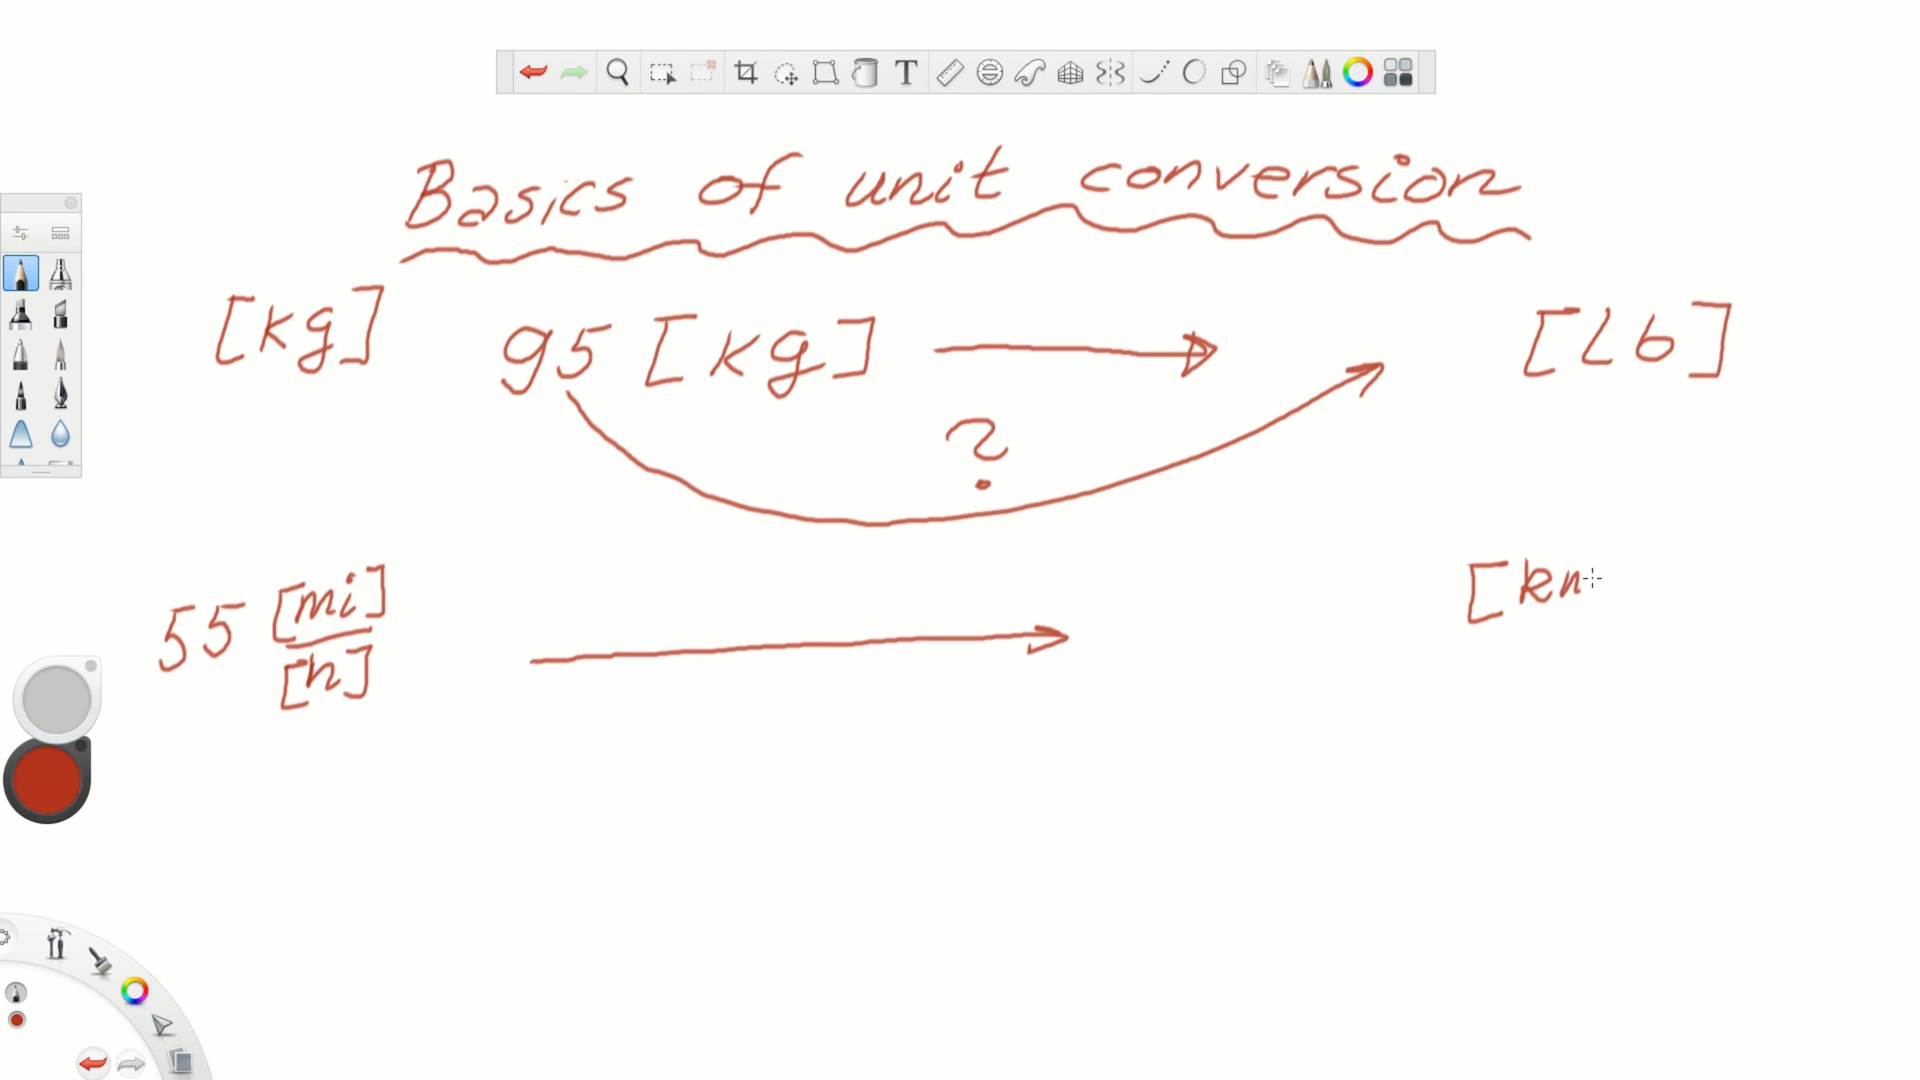 Basics of unit conversion
[kg] 95 [kg] [Lb]
?
55 [mi] [km
[h]